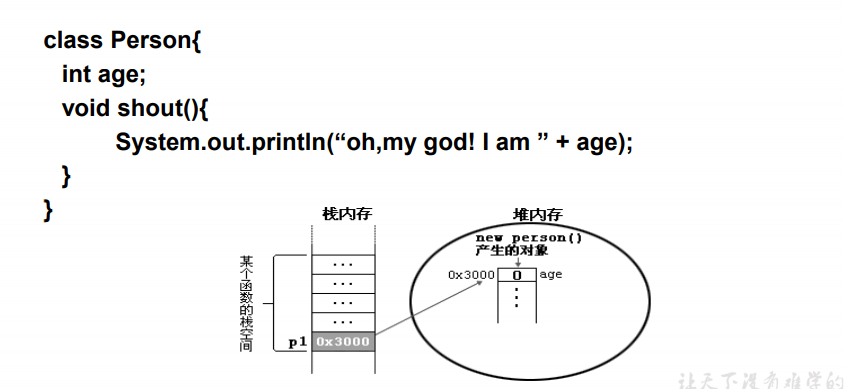 class Person{
int age;
void shout(){
System.out.println(“oh,my god! I am ” + age);
}
}
栈内存
堆内存
new person()
产生的对象
0x3000
0
age
某个函数的栈空间
...
...
...
...
p1
0x3000
让天下没有难学的